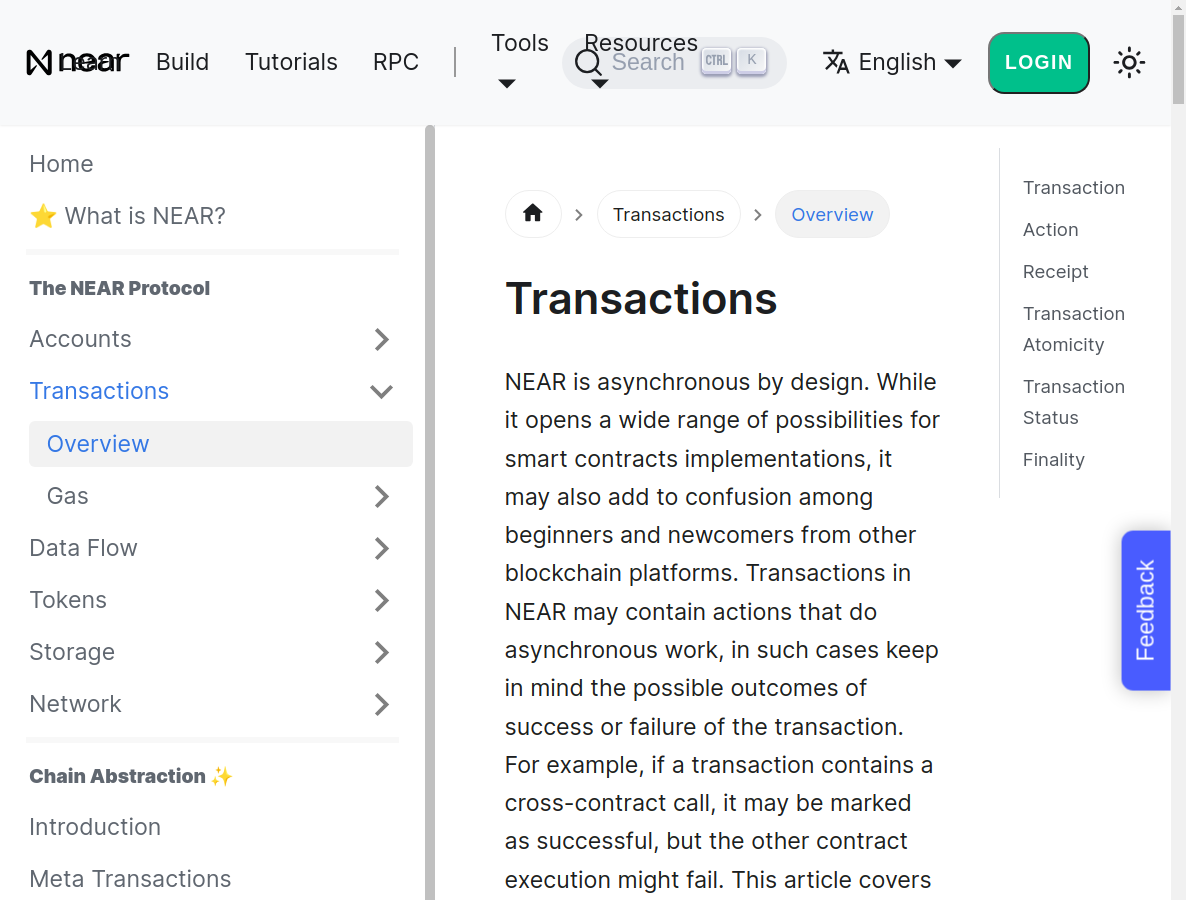 near
Learn
Build
Tutorials
RPC
Tools
Resources
Search
CTRL
K
English
LOGIN
Home
⭐ What is NEAR?
The NEAR Protocol
Accounts
Transactions
Overview
Gas
Data Flow
Tokens
Storage
Network
Chain Abstraction ✨
Introduction
Meta Transactions
Transactions
Overview
Transactions
NEAR is asynchronous by design. While
it opens a wide range of possibilities for
smart contracts implementations, it
may also add to confusion among
beginners and newcomers from other
blockchain platforms. Transactions in
NEAR may contain actions that do
asynchronous work, in such cases keep
in mind the possible outcomes of
success or failure of the transaction.
For example, if a transaction contains a
cross-contract call, it may be marked
as successful, but the other contract
execution might fail. This article covers
Transaction
Action
Receipt
Transaction
Atomicity
Transaction
Status
Finality
Feedback